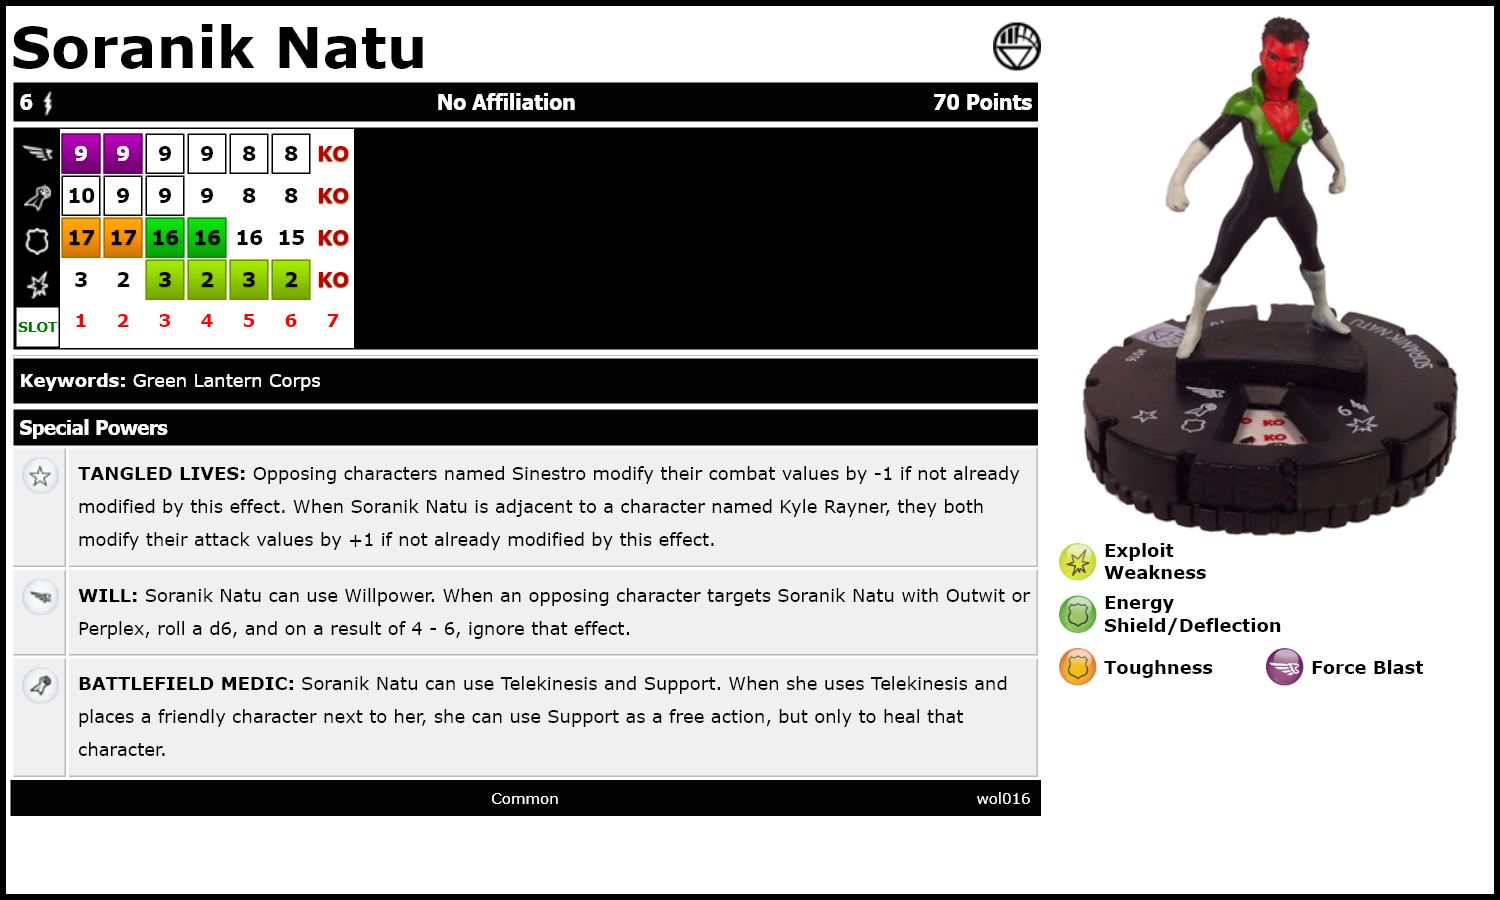 Soranik Natu
6 No Affiliation 70 Points
9 9 9 9 8 8 KO
10 9 9 9 8 8 KO
17 17 16 16 16 15 KO
3 2 3 2 3 2 KO
SLOT 1 2 3 4 5 6 7
Keywords: Green Lantern Corps
Special Powers
TANGLED LIVES: Opposing characters named Sinestro modify their combat values by -1 if not already
modified by this effect. When Soranik Natu is adjacent to a character named Kyle Rayner, they both
modify their attack values by +1 if not already modified by this effect.
WILL: Soranik Natu can use Willpower. When an opposing character targets Soranik Natu with Outwit or
Perplex, roll a d6, and on a result of 4 - 6, ignore that effect.
BATTLEFIELD MEDIC: Soranik Natu can use Telekinesis and Support. When she uses Telekinesis and
places a friendly character next to her, she can use Support as a free action, but only to heal that
character.
Common wol016
SORANIK NATU
#016
6
KO
KO
Exploit
Weakness
Energy
Shield/Deflection
Toughness Force Blast